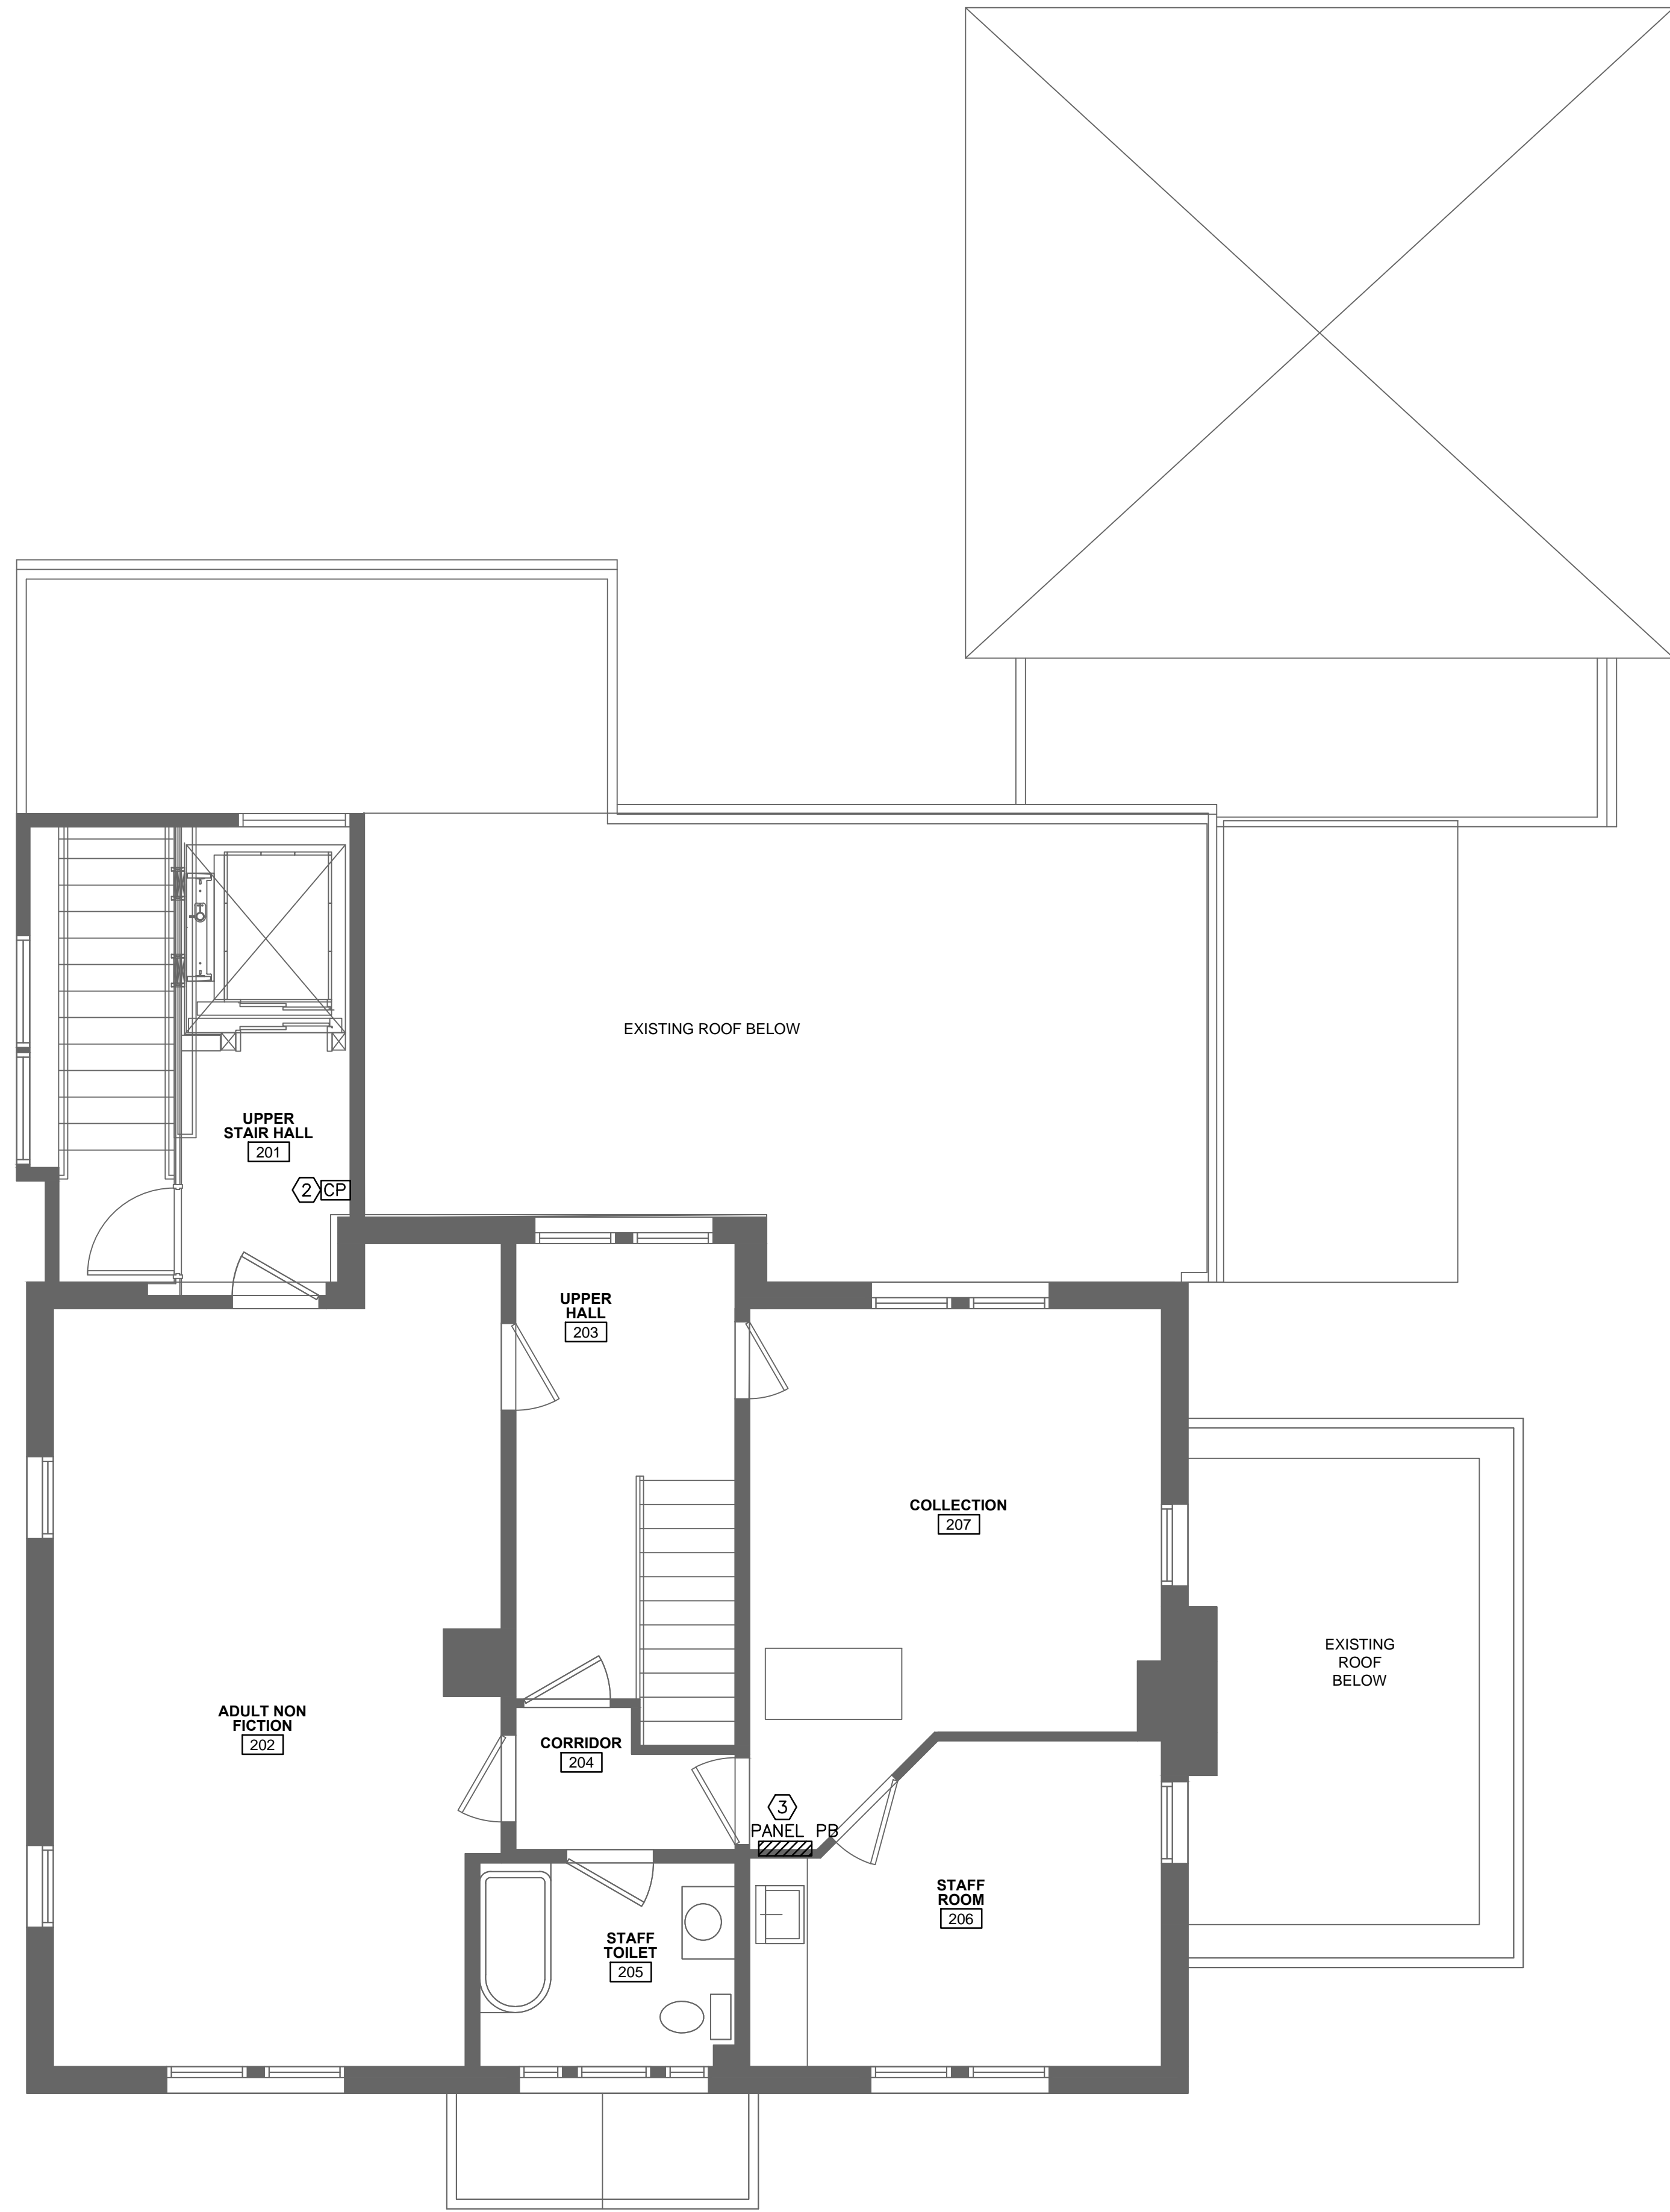 EXISTING ROOF BELOW
UPPER
STAIR HALL
201
2 CP
UPPER
HALL
203
COLLECTION
207
EXISTING
ROOF
BELOW
ADULT NON
FICTION
202
CORRIDOR
204
3
PANEL PB
STAFF
ROOM
206
STAFF
TOILET
205